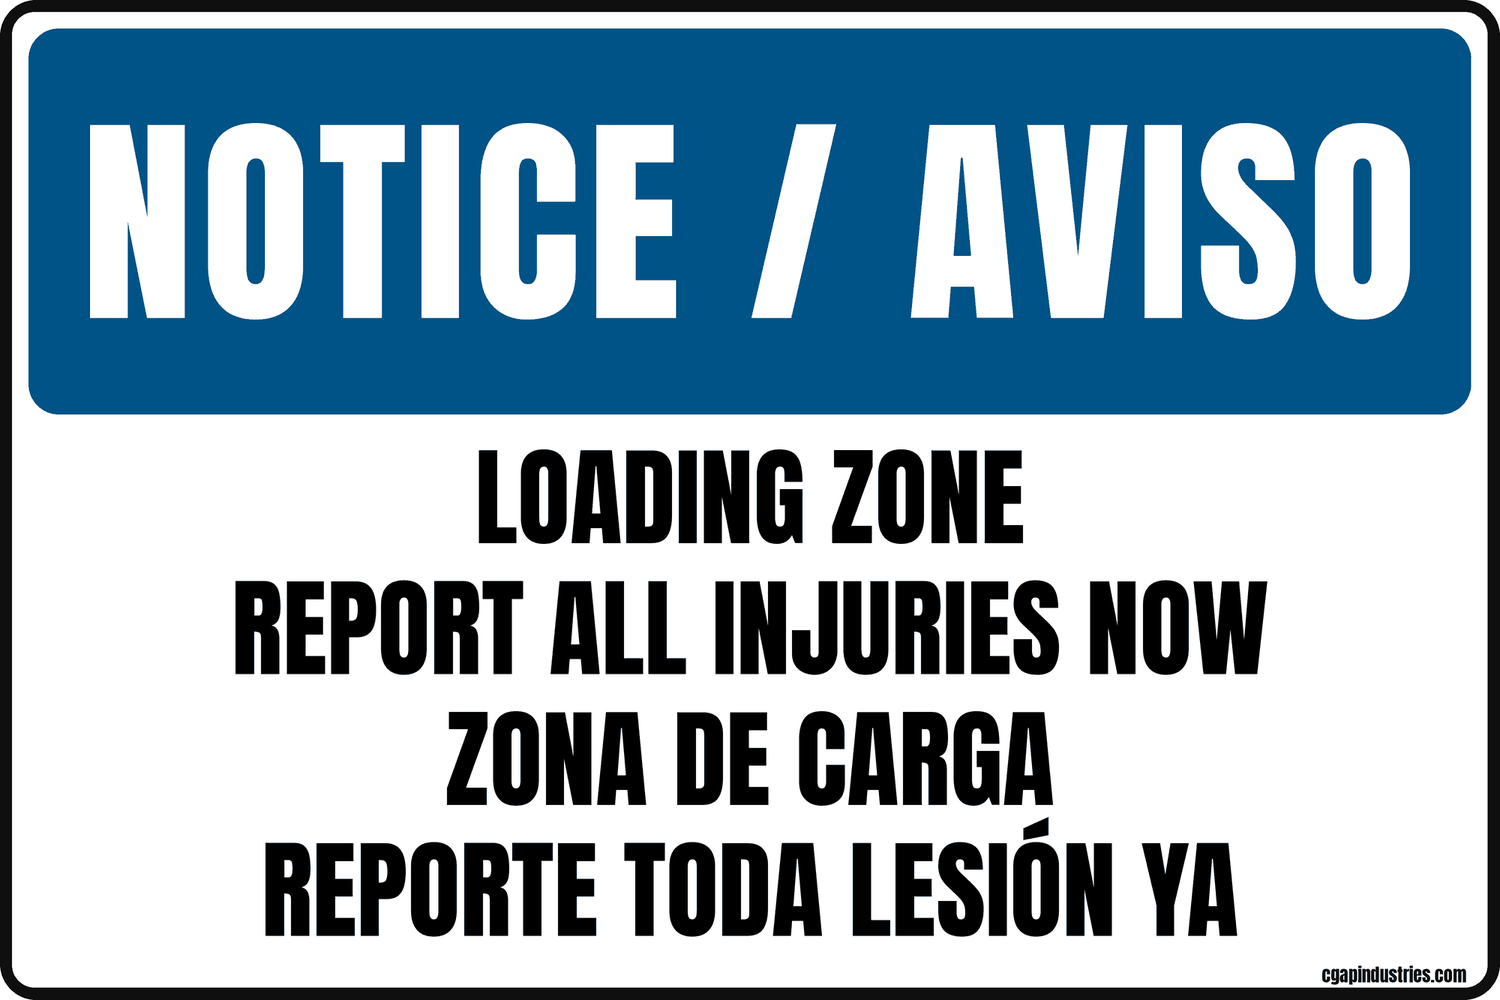 NOTICE / AVISO
LOADING ZONE
REPORT ALL INJURIES NOW
ZONA DE CARGA
REPORTE TODA LESIÓN YA
cgapindustries.com